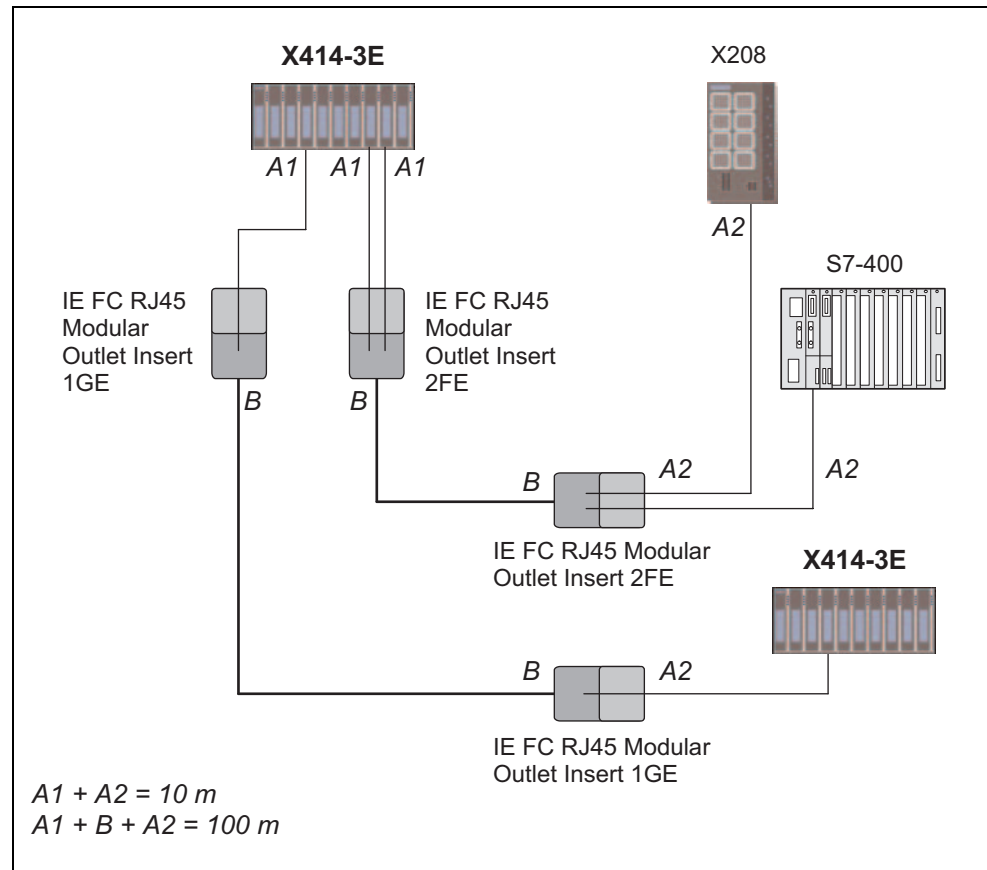 X414-3E
X208
A1 A1 A1
A2
S7-400
IE FC RJ45
Modular
Outlet Insert
1GE
IE FC RJ45
Modular
Outlet Insert
2FE
B B
B A2 A2
IE FC RJ45 Modular
Outlet Insert 2FE
X414-3E
B A2
IE FC RJ45 Modular
Outlet Insert 1GE
A1 + A2 = 10 m
A1 + B + A2 = 100 m